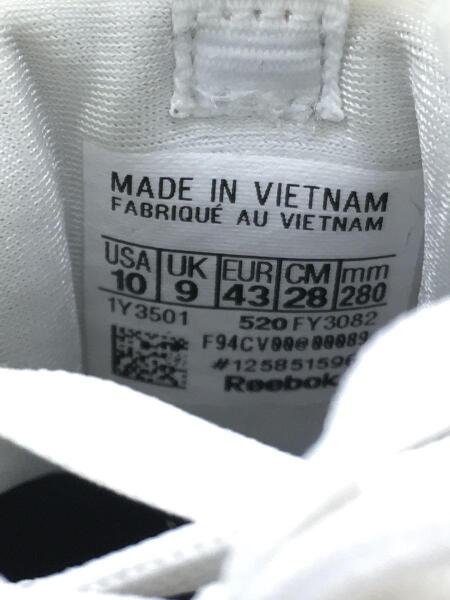 MADE IN VIETNAM
FABRIQUÉ AU VIETNAM
USA UK EUR CM mm
10 9 43 28 280
1Y3501 520 FY3082
Reebok